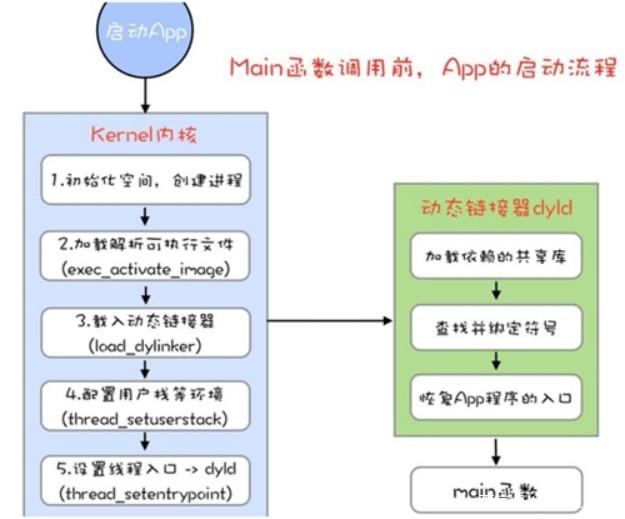 启动App
Main函数调用前，App的启动流程
Kernel内核
1.初始化空间，创建进程
2.加载解析可执行文件
(exec_activate_image)
3.载入动态链接器
(load_dylinker)
4.配置用户栈等环境
(thread_setuserstack)
5.设置线程入口 -> dyld
(thread_setentrypoint)
动态链接器dyld
加载依赖的共享库
查找并绑定符号
恢复App程序的入口
main函数